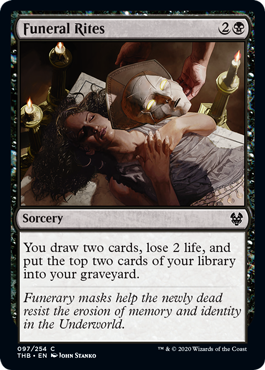 Funeral Rites 2
Sorcery
You draw two cards, lose 2 life, and
put the top two cards of your library
into your graveyard.
Funerary masks help the newly dead
resist the erosion of memory and identity
in the Underworld.
097/254 C
THB • EN JOHN STANKO ™ & © 2020 Wizards of the Coast